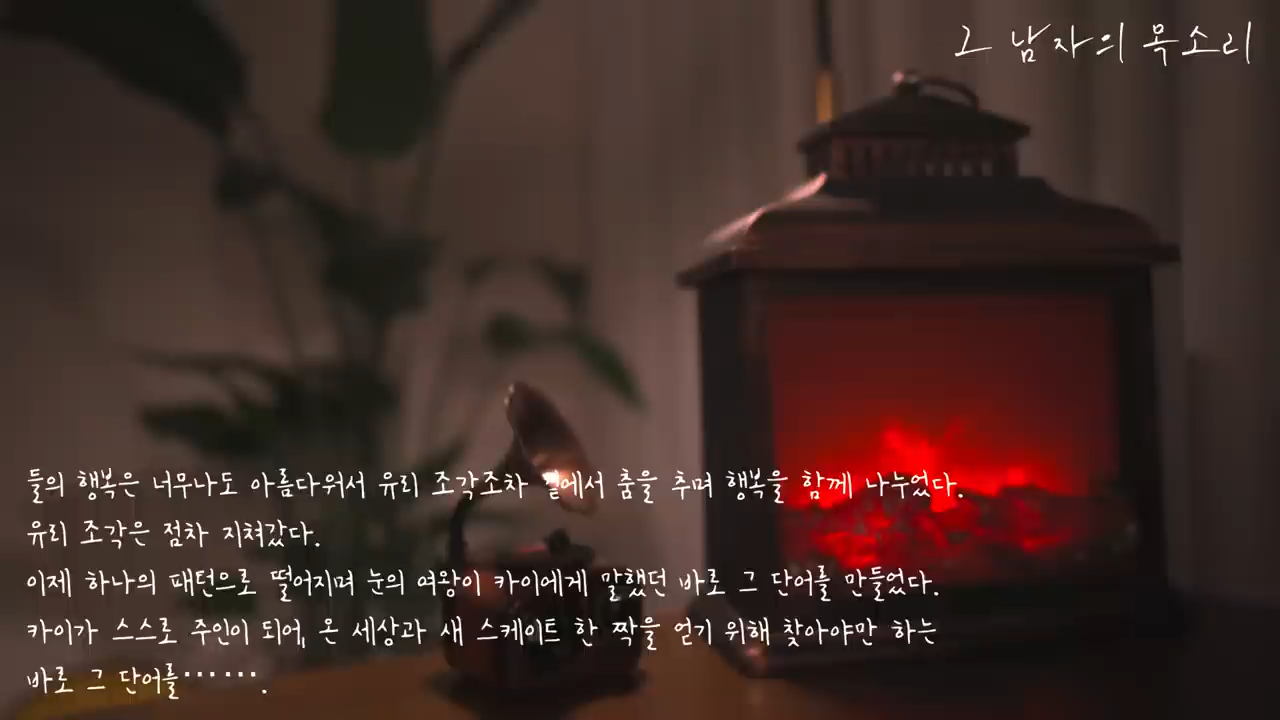 그 남자의 목소리
들의 행복은 너무나도 아름다워서 유리 조각조차 곁에서 춤을 추며 행복을 함께 나누었다.
유리 조각은 점차 지쳐갔다.
이제 하나의 패턴으로 떨어지며 눈의 여왕이 카이에게 말했던 바로 그 단어를 만들었다.
카이가 스스로 주인이 되어, 온 세상과 새 스케이트 한 짝을 얻기 위해 찾아야만 하는
바로 그 단어를…….